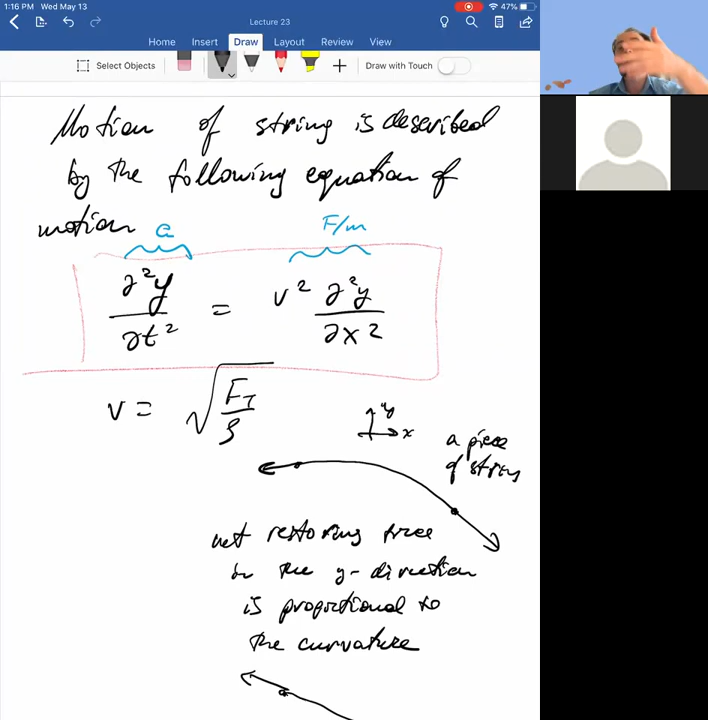 1:16 PM Wed May 13
47%
Lecture 23
Home Insert Draw Layout Review View
Select Objects
Draw with Touch
Motion of string is described
by the following equation of
motion
a
F/m
∂²y/∂t² = v² ∂²y/∂x²
v = √(F_T/ρ)
y
x
a piece
of string
net restoring force
in the y-direction
is proportional to
the curvature